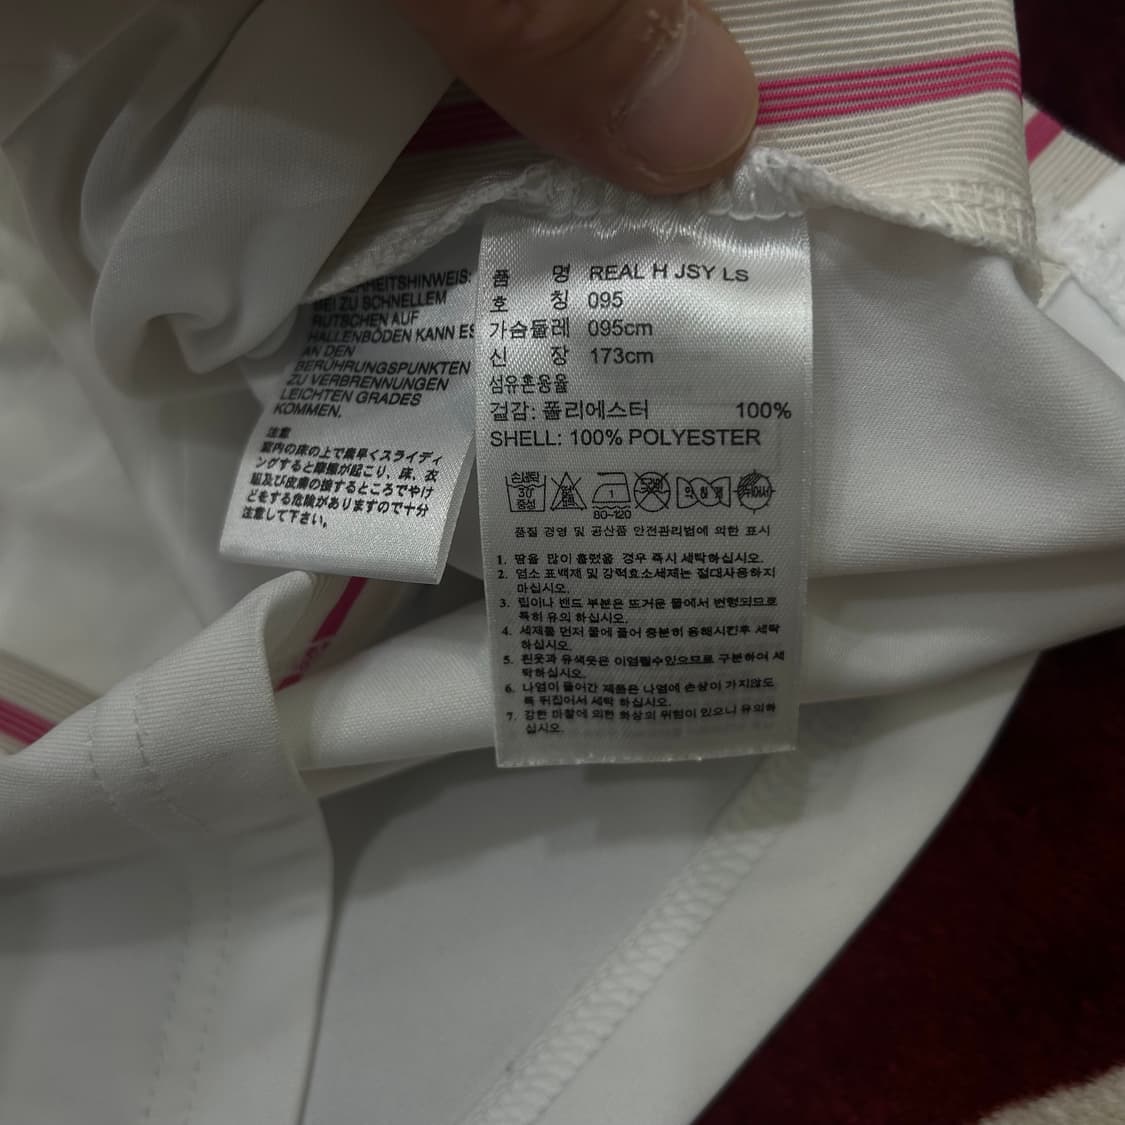 HEITSHINWEIS:
BEI ZU SCHNELLEM
RUTSCHEN AUF
HALLENBÖDEN KANN ES
AN DEN
BERÜHRUNGSPUNKTEN
ZU VERBRENNUNGEN
LEICHTEN GRADES
KOMMEN.
注意
室内の床の上で素早くスライディ
ングすると摩擦が起こり、床、衣
服及び皮膚の接するところでやけ
どをする危険がありますので十分
注意して下さい。
품 명 REAL H JSY LS
호 칭 095
가슴둘레 095cm
신 장 173cm
섬유혼용율
겉감: 폴리에스터 100%
SHELL: 100% POLYESTER
손세탁
30
중성
1
80-120
품질 경영 및 공산품 안전관리법에 의한 표시
1. 땀을 많이 흘렸을 경우 즉시 세탁하십시오.
2. 염소 표백제 및 강력효소세제는 절대사용하지
마십시오.
3. 립이나 밴드 부분은 뜨거운 물에서 변형되므로
특히 유의 하십시오.
4. 세제를 먼저 물에 풀어 충분히 용해시킨후 세탁
하십시오.
5. 흰옷과 유색옷은 이염될수있으므로 구분하여 세
탁하십시오.
6. 나염이 들어간 제품은 나염에 손상이 가지않도
록 뒤집어서 세탁 하십시오.
7. 강한 마찰에 의한 화상의 위험이 있으니 유의하
십시오.